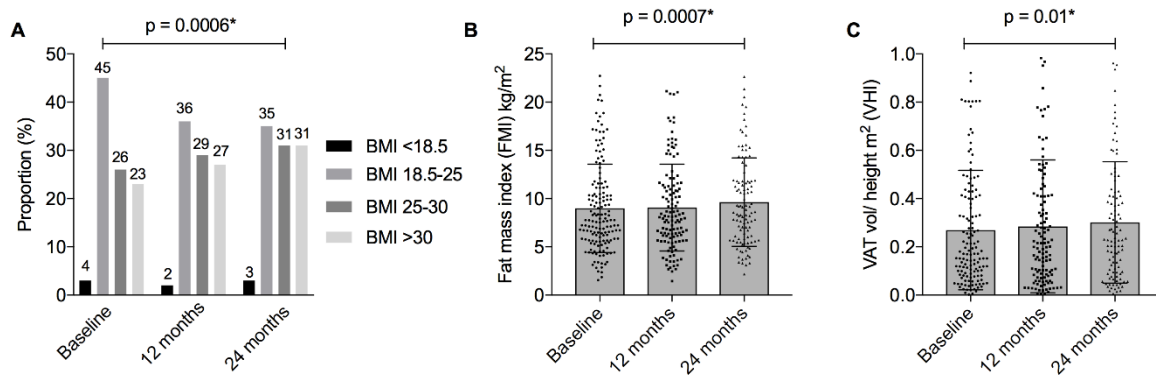 A
p = 0.0006*
Proportion (%)
50
40
30
20
10
0
4
45
26
23
2
36
29
27
3
35
31
31
Baseline
12 months
24 months
BMI <18.5
BMI 18.5-25
BMI 25-30
BMI >30
B
p = 0.0007*
Fat mass index (FMI) kg/m²
25
20
15
10
5
0
Baseline
12 months
24 months
C
p = 0.01*
VAT vol/ height m² (VHI)
1.0
0.8
0.6
0.4
0.2
0.0
Baseline
12 months
24 months